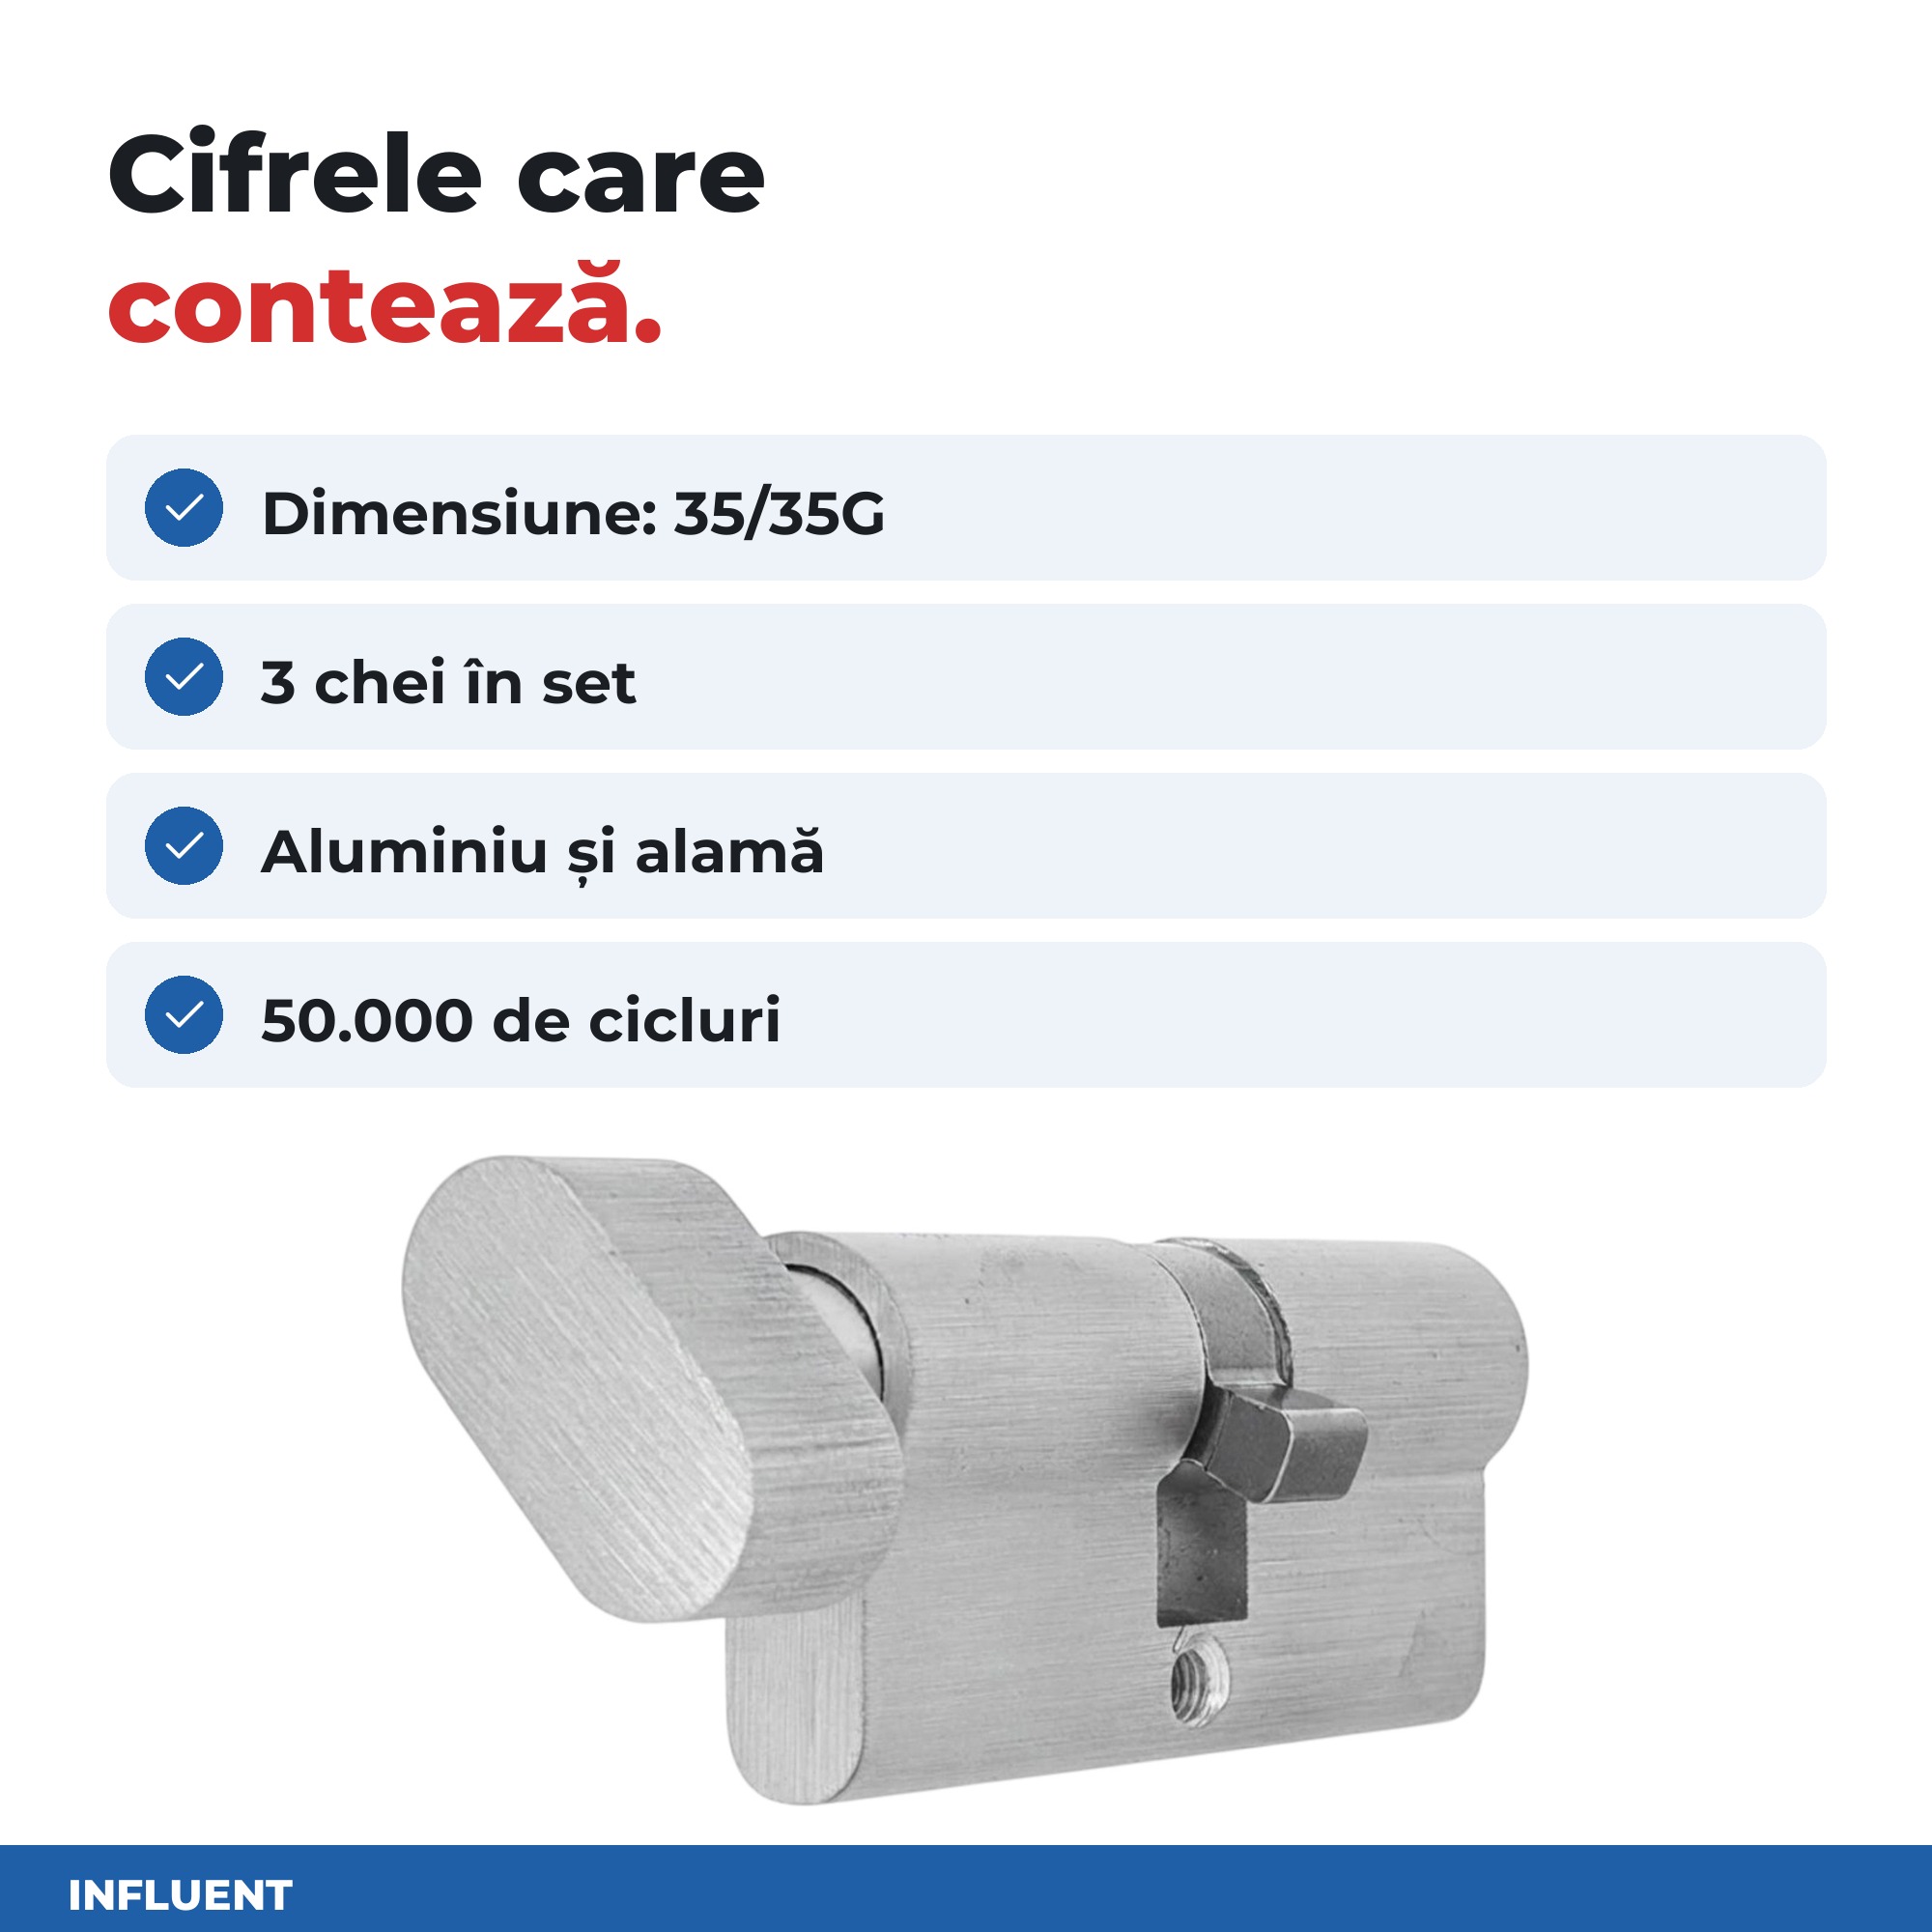 Cifrele care
contează.
Dimensiune: 35/35G
3 chei în set
Aluminiu și alamă
50.000 de cicluri
INFLUENT